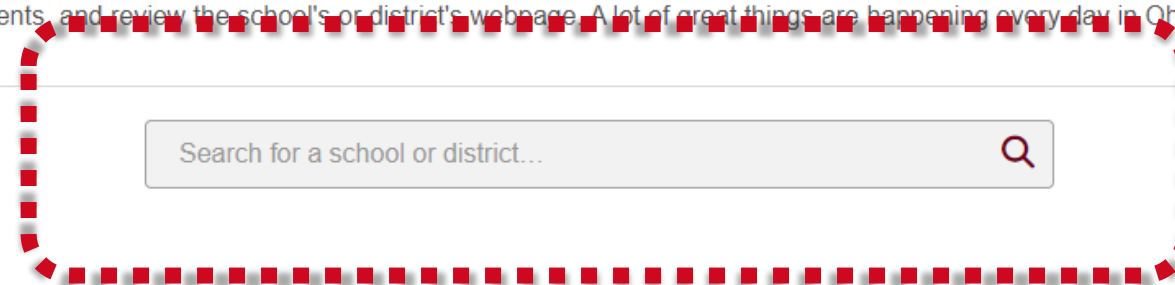 ents, and review the school's or district's webpage. A lot of great things are happening every day in Oh
Search for a school or district...